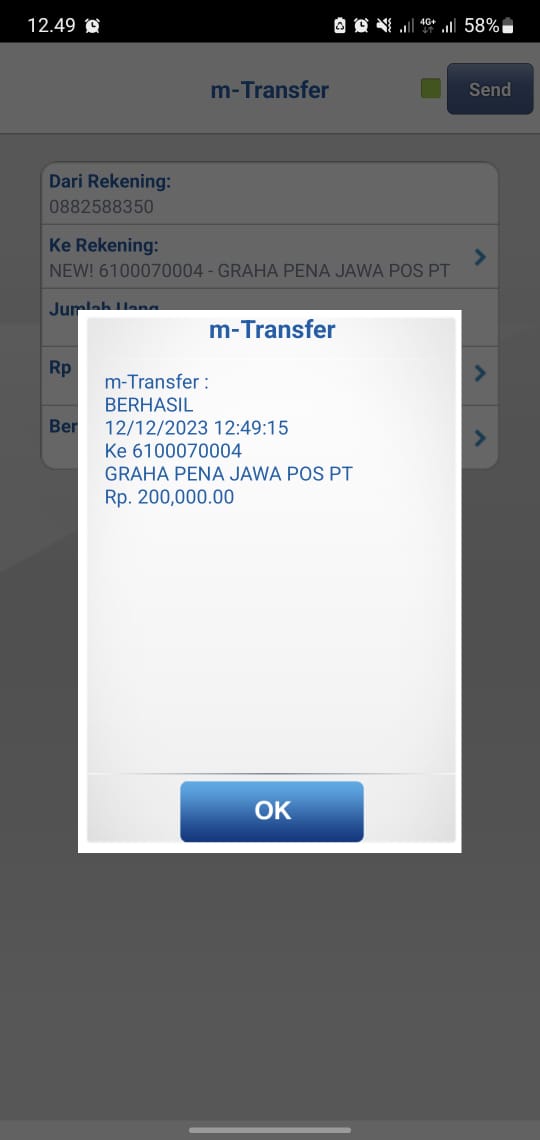 12.49
4G+
58%
m-Transfer
Send
Dari Rekening:
0882588350
Ke Rekening:
NEW! 6100070004 - GRAHA PENA JAWA POS PT
Jumlah Uang
Rp
Ber
m-Transfer
m-Transfer :
BERHASIL
12/12/2023 12:49:15
Ke 6100070004
GRAHA PENA JAWA POS PT
Rp. 200,000.00
OK